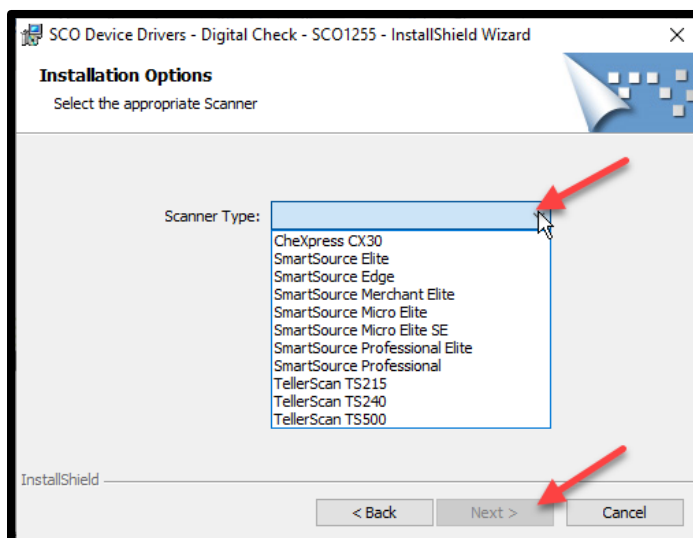 SCO Device Drivers - Digital Check - SCO1255 - InstallShield Wizard
Installation Options
Select the appropriate Scanner
Scanner Type:
CheXpress CX30
SmartSource Elite
SmartSource Edge
SmartSource Merchant Elite
SmartSource Micro Elite
SmartSource Micro Elite SE
SmartSource Professional Elite
SmartSource Professional
TellerScan TS215
TellerScan TS240
TellerScan TS500
InstallShield
< Back Next > Cancel